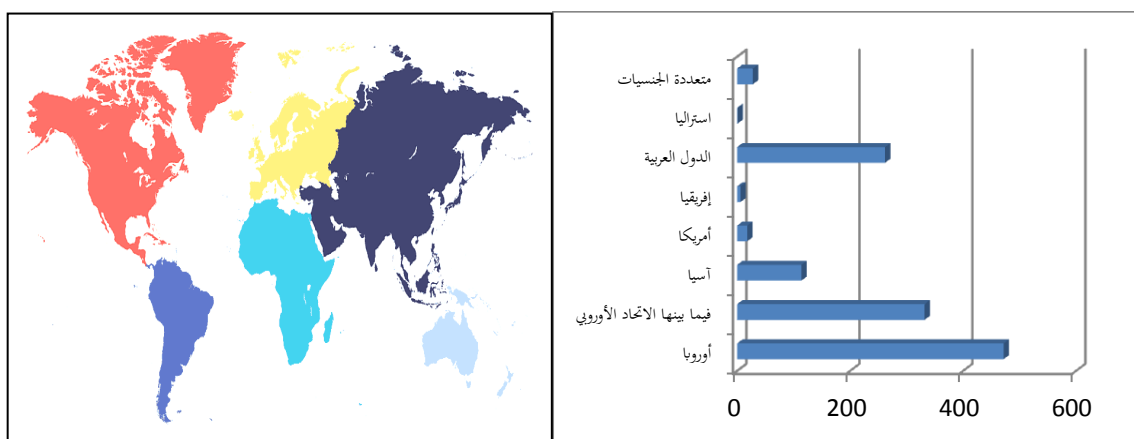 متعددة الجنسيات
استراليا
الدول العربية
إفريقيا
أمريكا
آسيا
فيما بينها الاتحاد الأوروبي
أوروبا
0 200 400 600